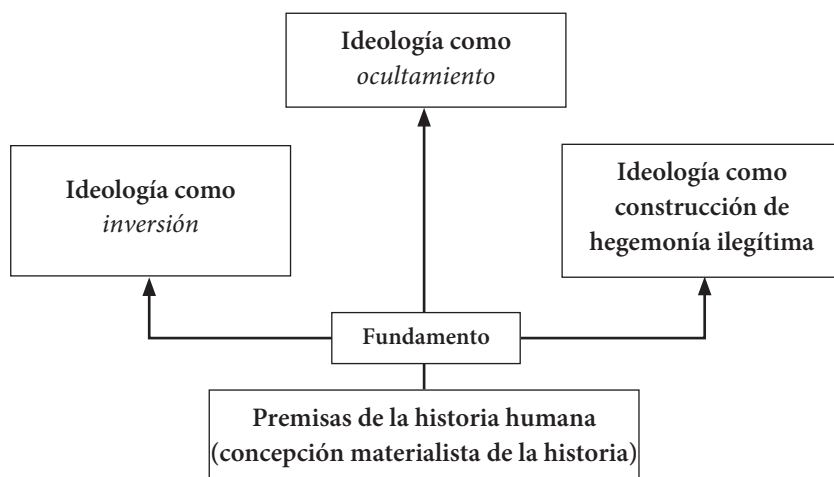 Ideología como
ocultamiento
Ideología como
inversión
Ideología como
construcción de
hegemonía ilegítima
Fundamento
Premisas de la historia humana
(concepción materialista de la historia)